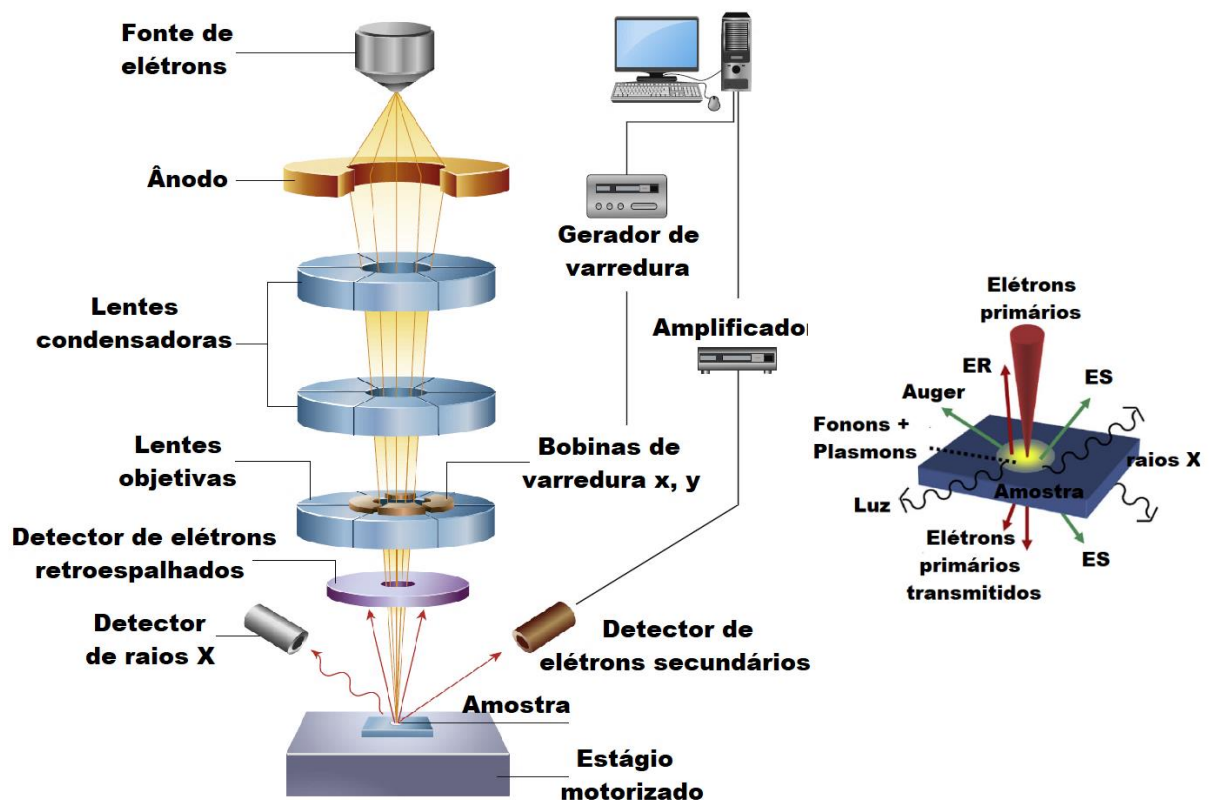 Fonte de
elétrons
Ânodo
Lentes
condensadoras
Lentes
objetivas
Detector de elétrons
retroespalhados
Detector
de raios X
Gerador de
varredura
Amplificador
Bobinas de
varredura x, y
Detector de
elétrons secundários
Amostra
Estágio
motorizado
Elétrons
primários
ER
ES
Auger
Fonons +
Plasmons
raios X
Amostra
Luz
Elétrons
primários
transmitidos
ES